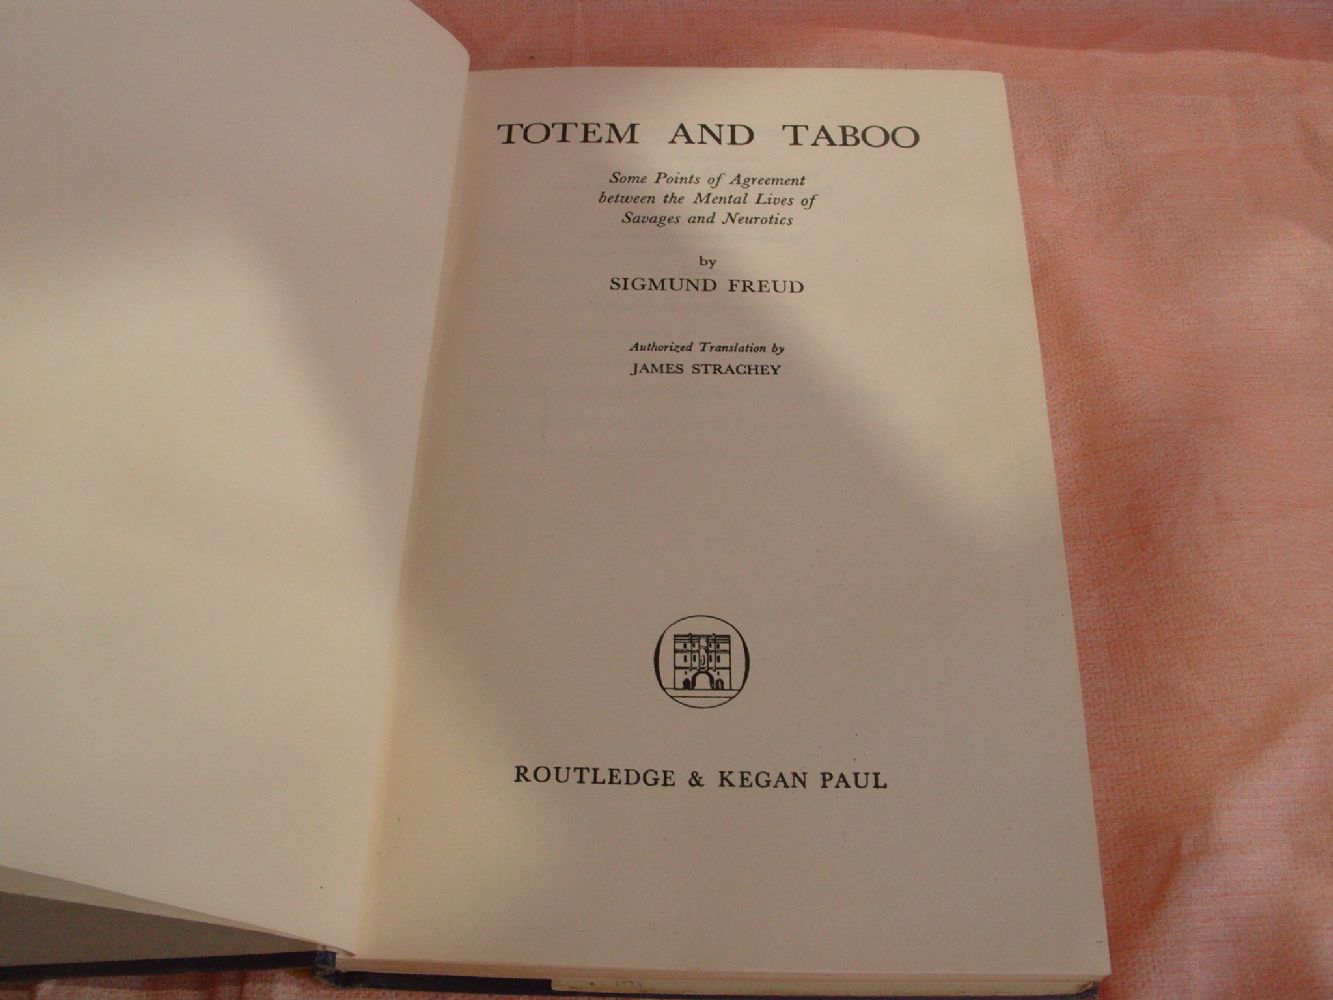 TOTEM AND TABOO
Some Points of Agreement
between the Mental Lives of
Savages and Neurotics
by
SIGMUND FREUD
Authorized Translation by
JAMES STRACHEY
ROUTLEDGE & KEGAN PAUL